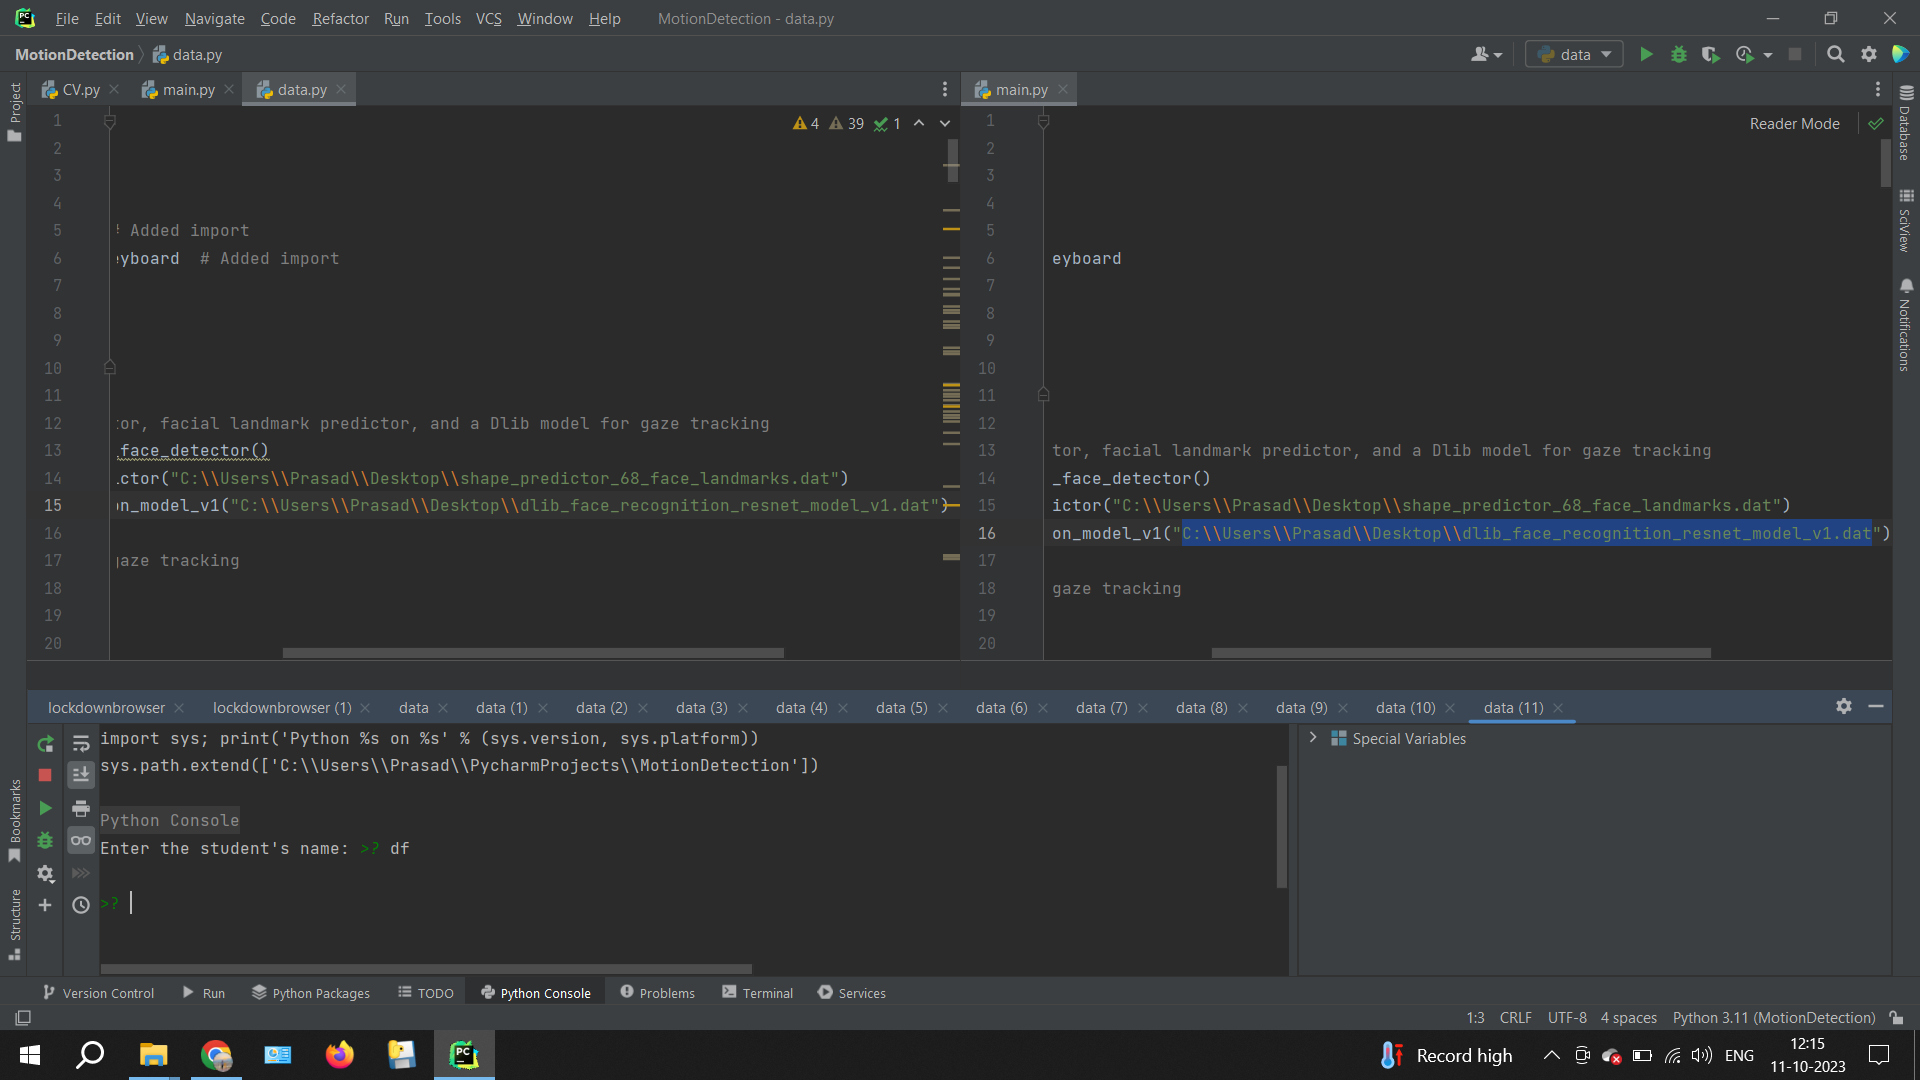 File Edit View Navigate Code Refactor Run Tools VCS Window Help MotionDetection - data.py
MotionDetection data.py data
CV.py main.py data.py main.py
Project
4 39 1
Reader Mode
1
2
3
4
5 # Added import
6 eyboard # Added import
7
8
9
10
11
12 tor, facial landmark predictor, and a Dlib model for gaze tracking
13 _face_detector()
14 ictor("C:\\Users\\Prasad\\Desktop\\shape_predictor_68_face_landmarks.dat")
15 on_model_v1("C:\\Users\\Prasad\\Desktop\\dlib_face_recognition_resnet_model_v1.dat")
16
17 gaze tracking
18
19
20
1
2
3
4
5
6 eyboard
7
8
9
10
11
12
13 tor, facial landmark predictor, and a Dlib model for gaze tracking
14 _face_detector()
15 ictor("C:\\Users\\Prasad\\Desktop\\shape_predictor_68_face_landmarks.dat")
16 on_model_v1("C:\\Users\\Prasad\\Desktop\\dlib_face_recognition_resnet_model_v1.dat")
17
18 gaze tracking
19
20
Database
SciView
Notifications
lockdownbrowser lockdownbrowser (1) data data (1) data (2) data (3) data (4) data (5) data (6) data (7) data (8) data (9) data (10) data (11)
import sys; print('Python %s on %s' % (sys.version, sys.platform))
sys.path.extend(['C:\\Users\\Prasad\\PycharmProjects\\MotionDetection'])
Python Console
Enter the student's name: >? df
>?
Special Variables
Bookmarks
Structure
Version Control Run Python Packages TODO Python Console Problems Terminal Services
1:3 CRLF UTF-8 4 spaces Python 3.11 (MotionDetection)
PC
Record high ENG
12:15
11-10-2023